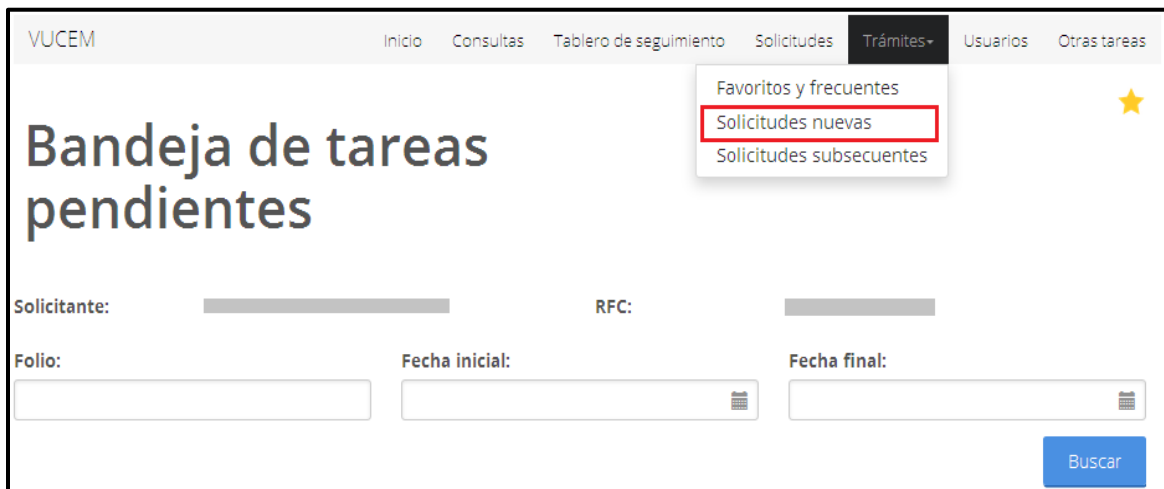 VUCEM Inicio Consultas Tablero de seguimiento Solicitudes Trámites Usuarios Otras tareas
Favoritos y frecuentes
Solicitudes nuevas
Solicitudes subsecuentes
Bandeja de tareas
pendientes
Solicitante: RFC:
Folio: Fecha inicial: Fecha final:
Buscar